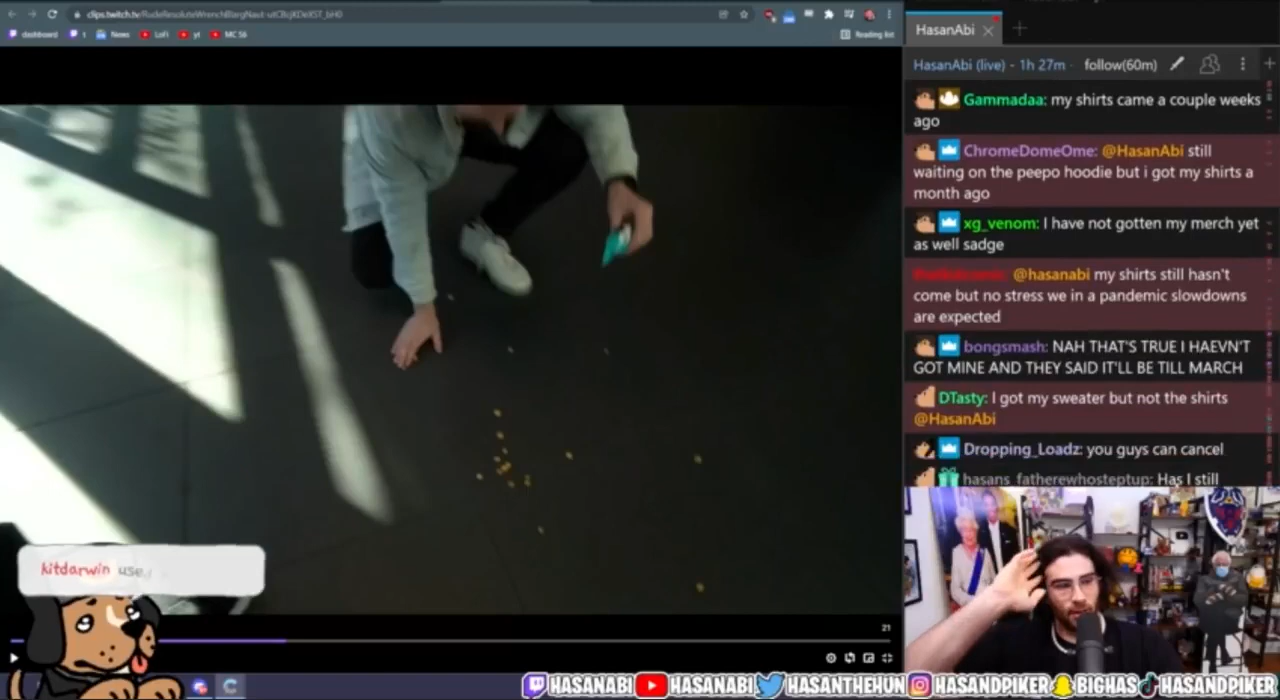 clips.twitch.tv/RudeResoluteWrenchBlargNaut-
dashboard
t
News
LoFi
yt
MC 56
Reading list
HasanAbi
HasanAbi (live) - 1h 27m
follow(60m)
Gammadaa: my shirts came a couple weeks
ago
ChromeDomeOme: @HasanAbi still
waiting on the peepo hoodie but i got my shirts a
month ago
xg_venom: I have not gotten my merch yet
as well sadge
@hasanabi my shirts still hasn't
come but no stress we in a pandemic slowdowns
are expected
bongsmash: NAH THAT'S TRUE I HAEVN'T
GOT MINE AND THEY SAID IT'LL BE TILL MARCH
DTasty: I got my sweater but not the shirts
@HasanAbi
Dropping_Loadz: you guys can cancel
hasans_fatherewhosteptup: Has I still
kitdarwin use
21
HASANABI
HASANABI
HASANTHEHUN
HASANDPIKER
BIGHAS
HASANDPIKER